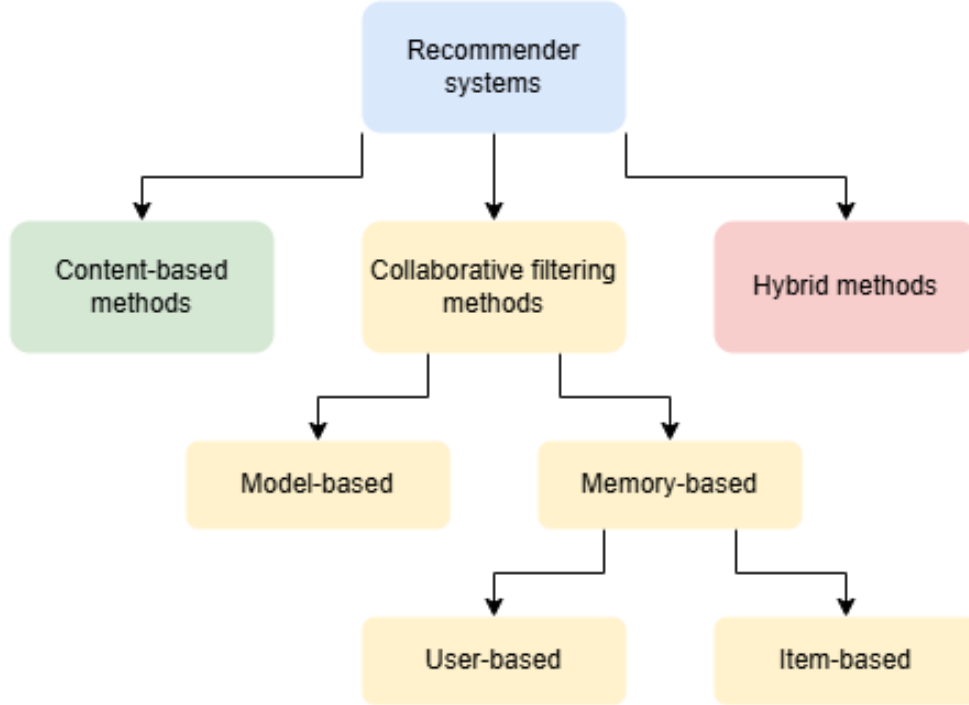 Recommender
systems
Content-based
methods
Collaborative filtering
methods
Hybrid methods
Model-based
Memory-based
User-based
Item-based